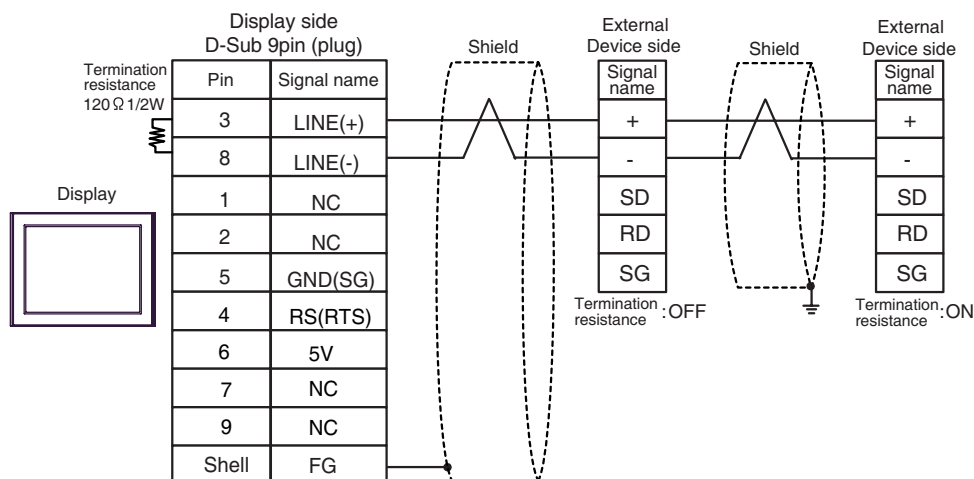 Display side
D-Sub 9pin (plug)
Termination
resistance
120Ω 1/2W
Pin Signal name
3 LINE(+)
8 LINE(-)
1 NC
2 NC
5 GND(SG)
4 RS(RTS)
6 5V
7 NC
9 NC
Shell FG
Display
Shield
External
Device side
Signal
name
+
-
SD
RD
SG
Termination
resistance :OFF
Shield
External
Device side
Signal
name
+
-
SD
RD
SG
Termination
resistance :ON